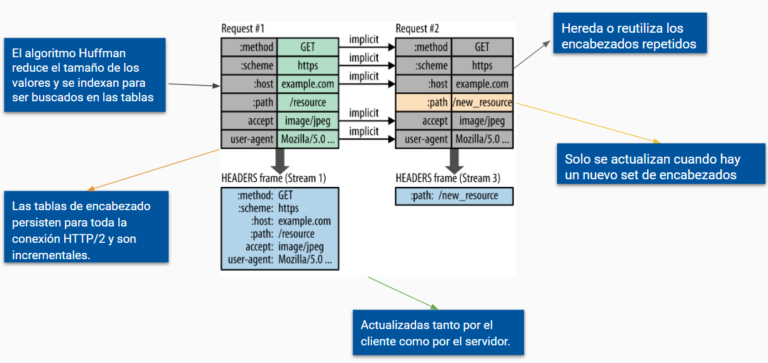 El algoritmo Huffman
reduce el tamaño de los
valores y se indexan para
ser buscados en las tablas
Request #1
:method GET
:scheme https
:host example.com
:path /resource
accept image/jpeg
user-agent Mozilla/5.0 ...
implicit
implicit
implicit
implicit
implicit
Request #2
:method GET
:scheme https
:host example.com
:path /new_resource
accept image/jpeg
user-agent Mozilla/5.0 ...
Hereda o reutiliza los
encabezados repetidos
Solo se actualizan cuando hay
un nuevo set de encabezados
Las tablas de encabezado
persisten para toda la
conexión HTTP/2 y son
incrementales.
HEADERS frame (Stream 1)
:method: GET
:scheme: https
:host: example.com
:path: /resource
accept: image/jpeg
user-agent: Mozilla/5.0 ...
HEADERS frame (Stream 3)
:path: /new_resource
Actualizadas tanto por el
cliente como por el servidor.